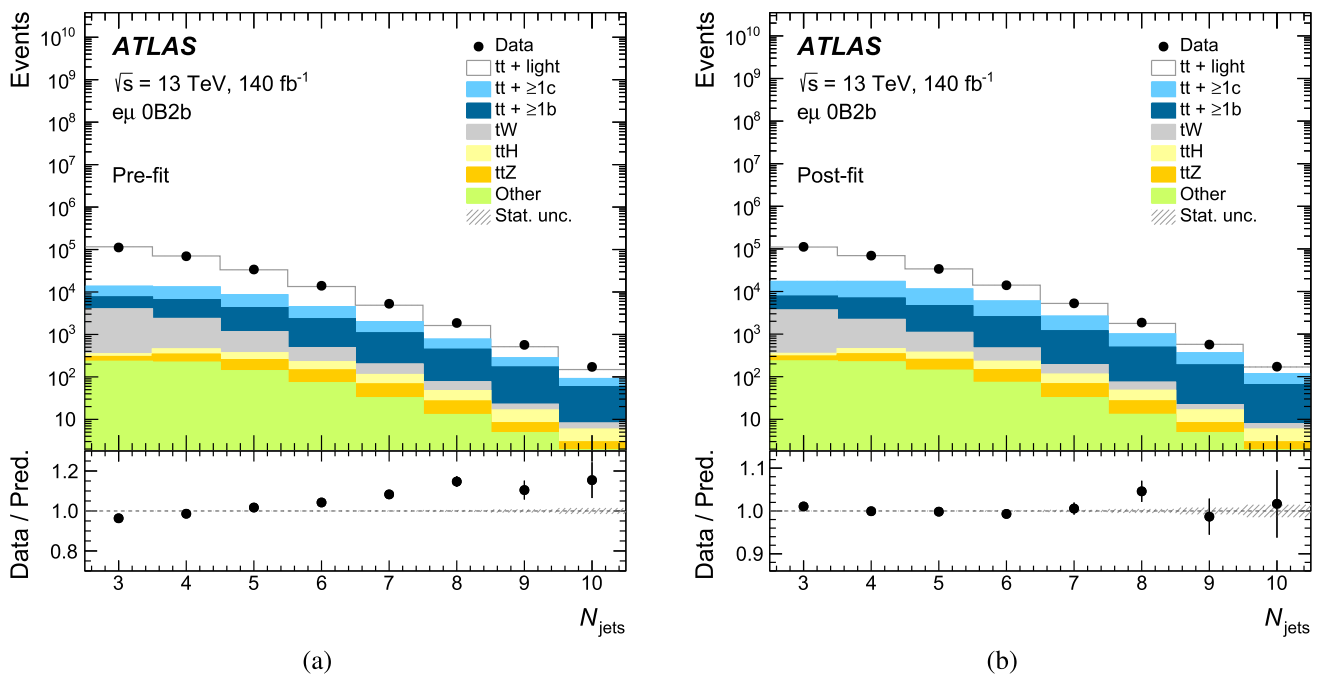 Events
10¹⁰
10⁹
10⁸
10⁷
10⁶
10⁵
10⁴
10³
10²
10
ATLAS
√s = 13 TeV, 140 fb⁻¹
eμ 0B2b
Pre-fit
Data
tt + light
tt + ≥1c
tt + ≥1b
tW
ttH
ttZ
Other
Stat. unc.
Data / Pred.
1.2
1.0
0.8
3 4 5 6 7 8 9 10
N_jets
(a)
Events
10¹⁰
10⁹
10⁸
10⁷
10⁶
10⁵
10⁴
10³
10²
10
ATLAS
√s = 13 TeV, 140 fb⁻¹
eμ 0B2b
Post-fit
Data
tt + light
tt + ≥1c
tt + ≥1b
tW
ttH
ttZ
Other
Stat. unc.
Data / Pred.
1.1
1.0
0.9
3 4 5 6 7 8 9 10
N_jets
(b)